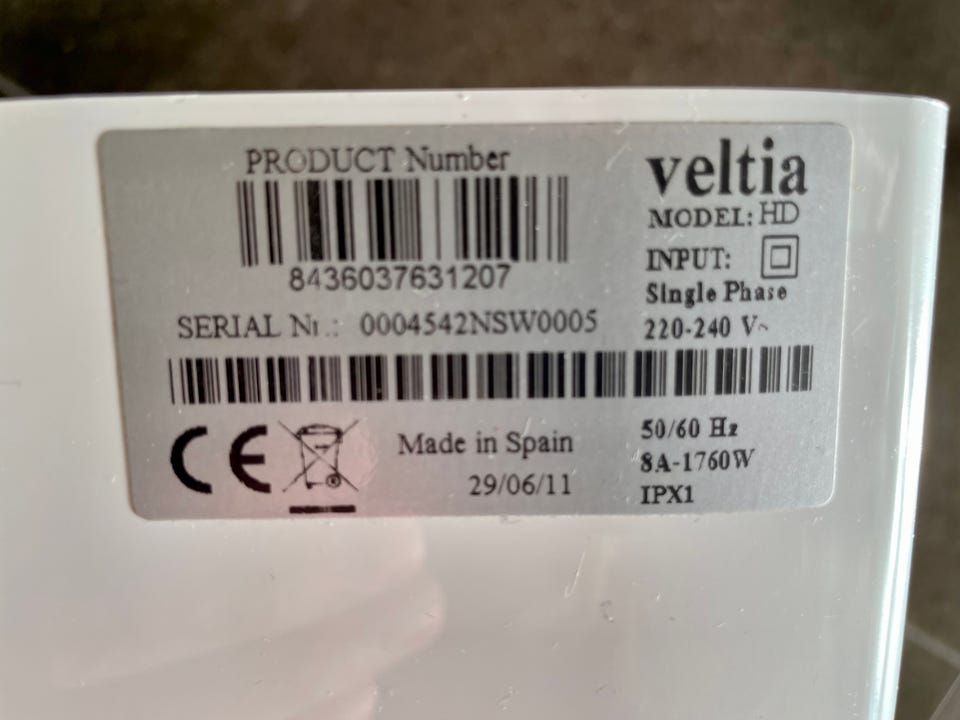 PRODUCT Number
8436037631207
SERIAL Nr.: 0004542NSW0005
CE
Made in Spain
29/06/11
veltia
MODEL: HD
INPUT:
Single Phase
220-240 V~
50/60 Hz
8A-1760W
IPX1